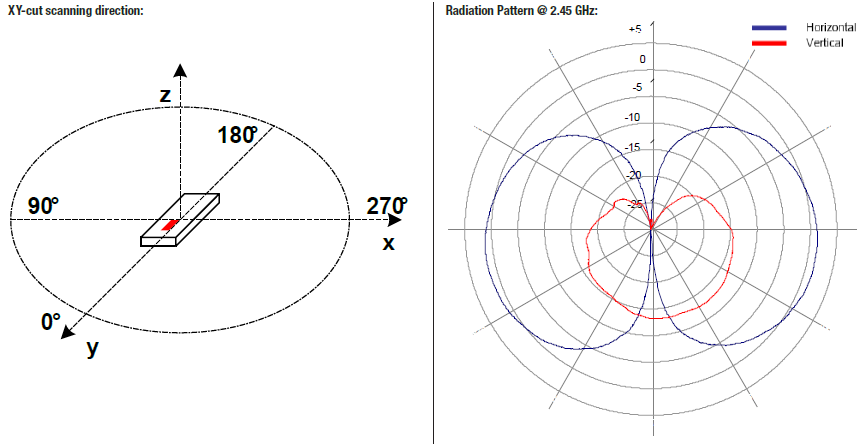 XY-cut scanning direction:
z
180°
90°
270°
x
0°
y
Radiation Pattern @ 2.45 GHz:
Horizontal
Vertical
+5
0
-5
-10
-15
-20
-25